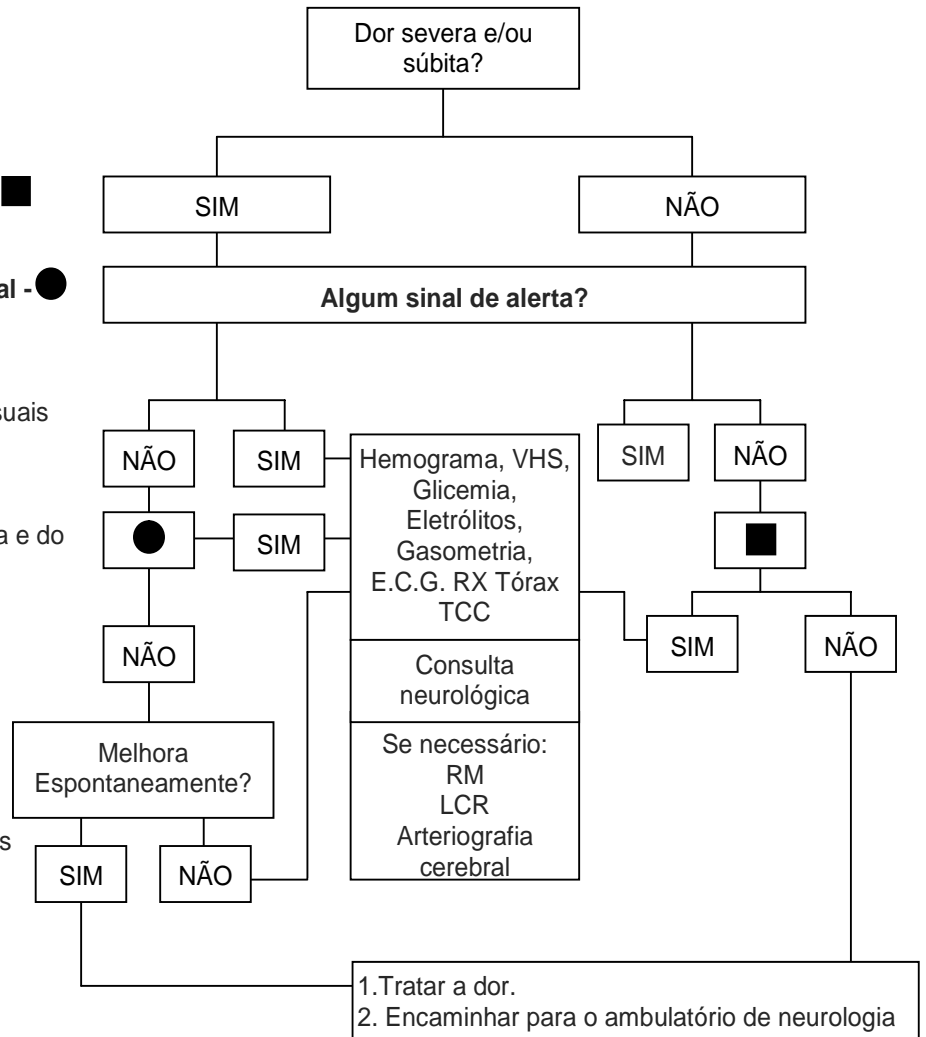 Dor severa e/ou
súbita?
SIM
NÃO
al -
Algum sinal de alerta?
suais
NÃO
SIM
Hemograma, VHS,
Glicemia,
Eletrólitos,
Gasometria,
E.C.G. RX Tórax
TCC
SIM
NÃO
a e do
SIM
NÃO
SIM
NÃO
Consulta
neurológica
Melhora
Espontaneamente?
Se necessário:
RM
LCR
Arteriografia
cerebral
s
SIM
NÃO
1.Tratar a dor.
2. Encaminhar para o ambulatório de neurologia